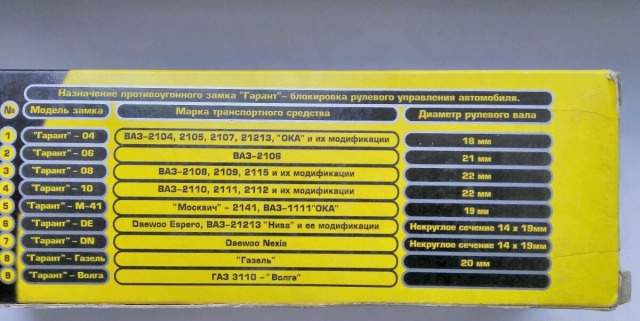 Назначение противоугонного замка "Гарант"– блокировка рулевого управления автомобиля.
№ Модель замка Марка транспортного средства Диаметр рулевого вала
1 "Гарант" – 04 ВАЗ–2104, 2105, 2107, 21213, "ОКА" и их модификации 18 мм
2 "Гарант" – 06 ВАЗ–2106 21 мм
3 "Гарант" – 08 ВАЗ–2108, 2109, 2115 и их модификации 22 мм
4 "Гарант" – 10 ВАЗ–2110, 2111, 2112 и их модификации 22 мм
5 "Гарант" – М-41 "Москвич" – 2141, ВАЗ–1111"ОКА" 19 мм
6 "Гарант" – DE Daewoo Espero, ВАЗ–21213 "Нива" и ее модификации Некруглое сечение 14 x 19мм
7 "Гарант" – DN Daewoo Nexia Некруглое сечение 14 x 19мм
8 "Гарант" – Газель "Газель" 20 мм
9 "Гарант" – Волга ГАЗ 3110 – "Волга"